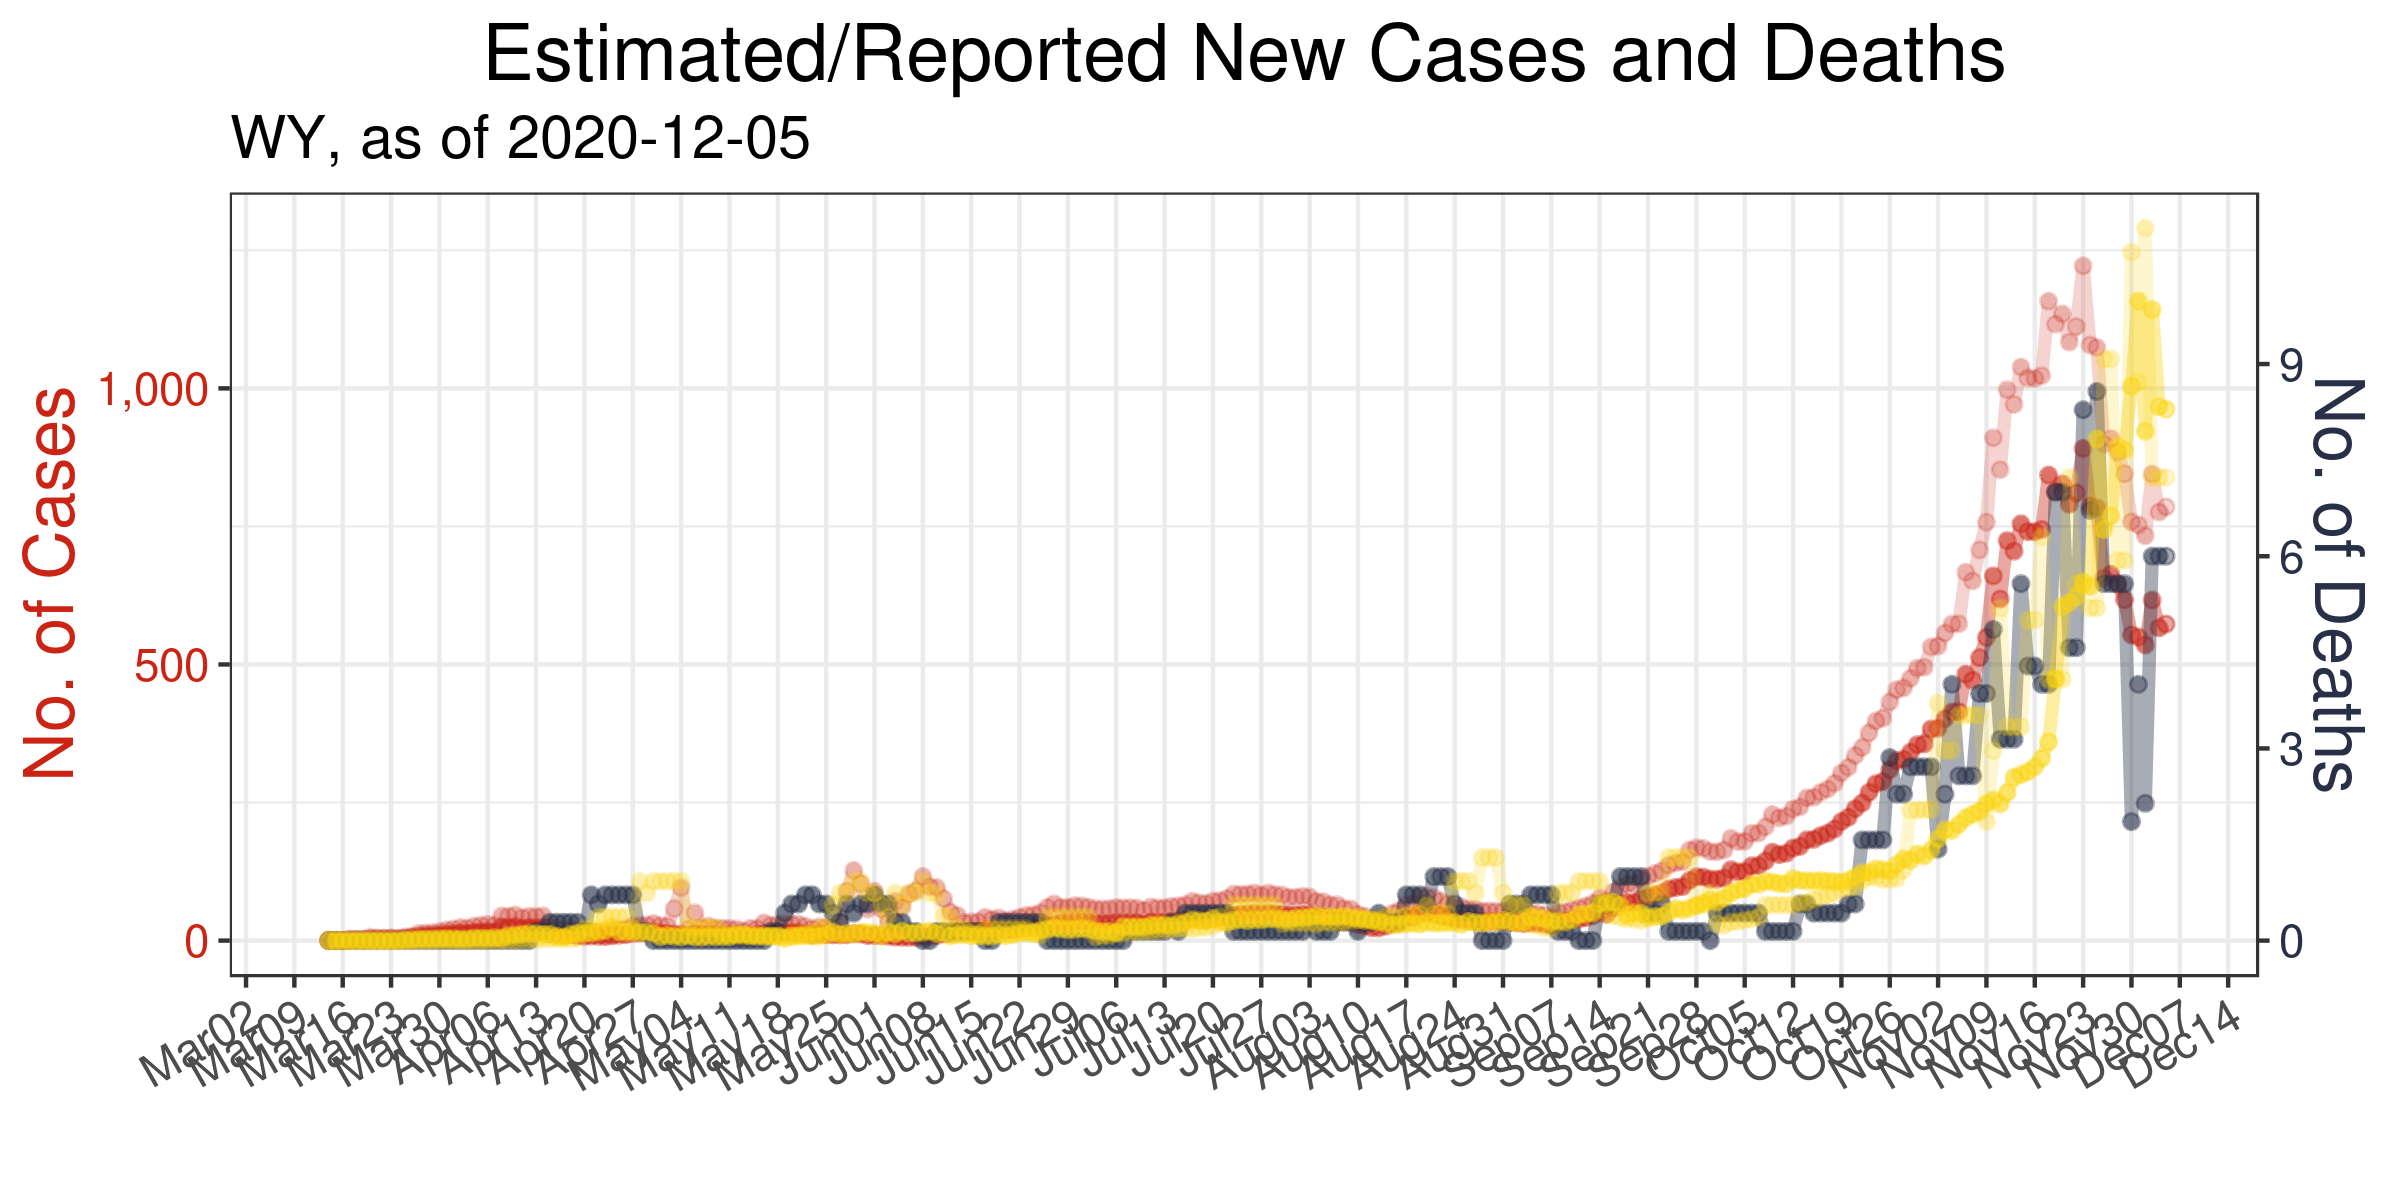 Estimated/Reported New Cases and Deaths
WY, as of 2020-12-05
No. of Cases
1,000
500
0
No. of Deaths
9
6
3
0
Mar02
Mar09
Mar16
Mar23
Mar30
Apr06
Apr13
Apr20
Apr27
May04
May11
May18
May25
Jun01
Jun08
Jun15
Jun22
Jun29
Jul06
Jul13
Jul20
Jul27
Aug03
Aug10
Aug17
Aug24
Aug31
Sep07
Sep14
Sep21
Sep28
Oct05
Oct12
Oct19
Oct26
Nov02
Nov09
Nov16
Nov23
Nov30
Dec07
Dec14